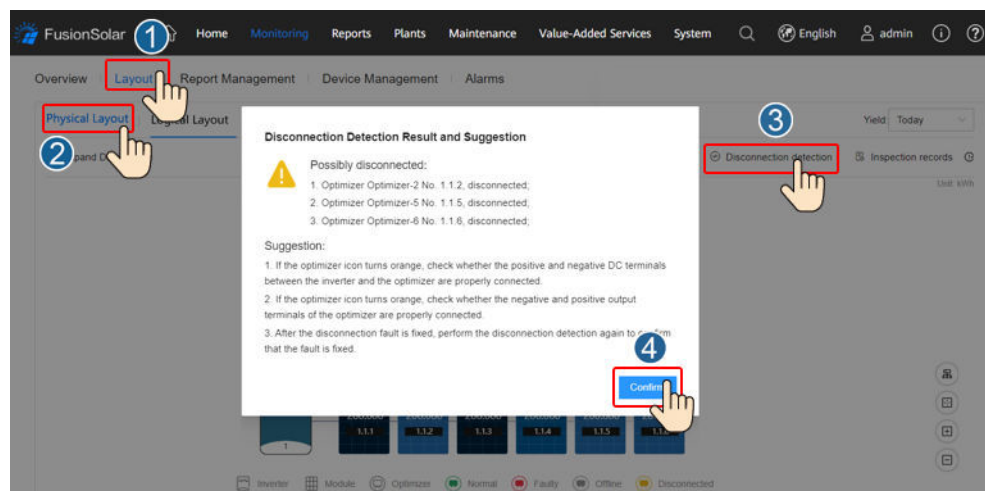 FusionSolar 1 Home Monitoring Reports Plants Maintenance Value-Added Services System English admin
Overview Layout Report Management Device Management Alarms
Physical Layout Logical Layout Yield: Today
2 3
Disconnection detection Inspection records
Unit: kWh
Disconnection Detection Result and Suggestion
Possibly disconnected:
1. Optimizer Optimizer-2 No. 1.1.2, disconnected;
2. Optimizer Optimizer-5 No. 1.1.5, disconnected;
3. Optimizer Optimizer-6 No. 1.1.6, disconnected;
Suggestion:
1. If the optimizer icon turns orange, check whether the positive and negative DC terminals
between the inverter and the optimizer are properly connected.
2. If the optimizer icon turns orange, check whether the negative and positive output
terminals of the optimizer are properly connected.
3. After the disconnection fault is fixed, perform the disconnection detection again to
that the fault is fixed.
4
Confirm
1 1.1.1 1.1.2 1.1.3 1.1.4 1.1.5
Inverter Module Optimizer Normal Faulty Offline Disconnected